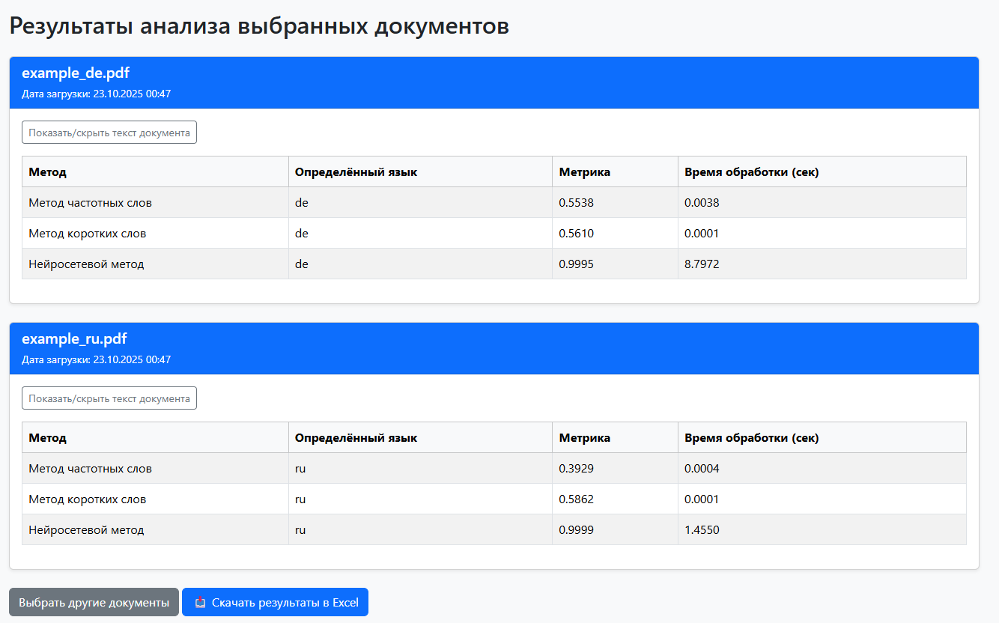 Результаты анализа выбранных документов
example_de.pdf
Дата загрузки: 23.10.2025 00:47
Показать/скрыть текст документа
Метод Определённый язык Метрика Время обработки (сек)
Метод частотных слов de 0.5538 0.0038
Метод коротких слов de 0.5610 0.0001
Нейросетевой метод de 0.9995 8.7972
example_ru.pdf
Дата загрузки: 23.10.2025 00:47
Показать/скрыть текст документа
Метод Определённый язык Метрика Время обработки (сек)
Метод частотных слов ru 0.3929 0.0004
Метод коротких слов ru 0.5862 0.0001
Нейросетевой метод ru 0.9999 1.4550
Выбрать другие документы Скачать результаты в Excel